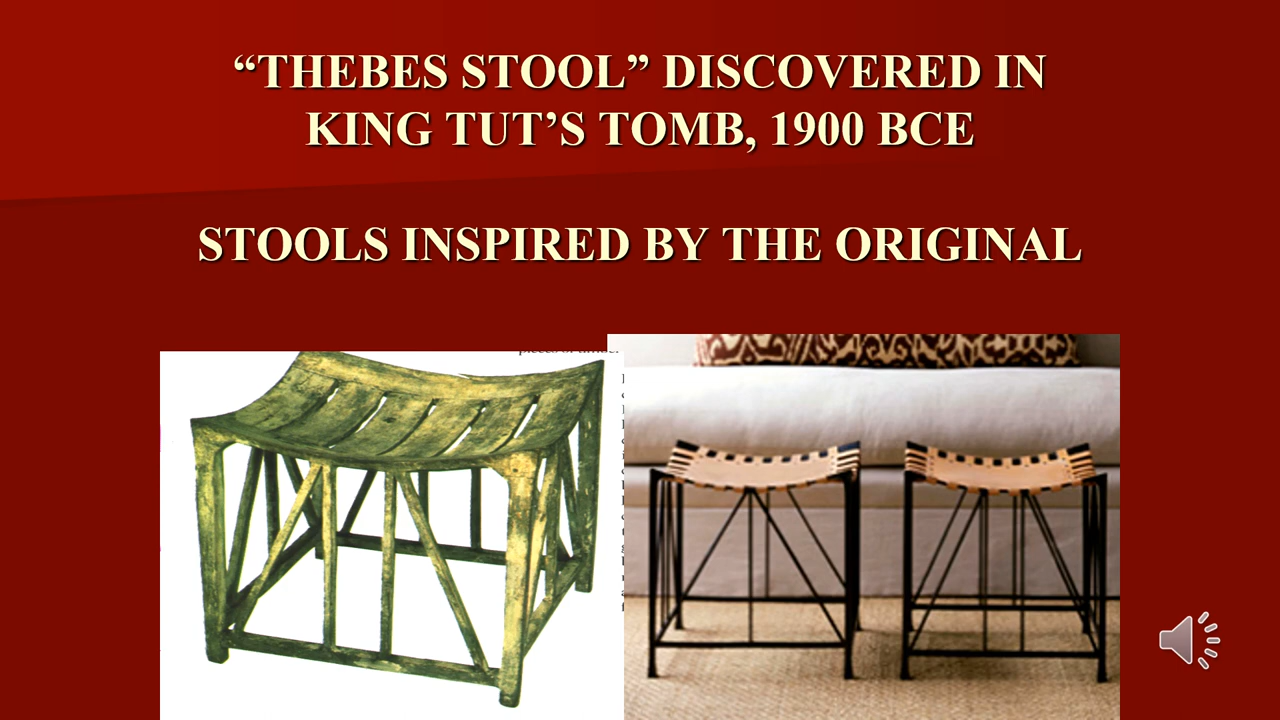 “THEBES STOOL” DISCOVERED IN
KING TUT’S TOMB, 1900 BCE
STOOLS INSPIRED BY THE ORIGINAL